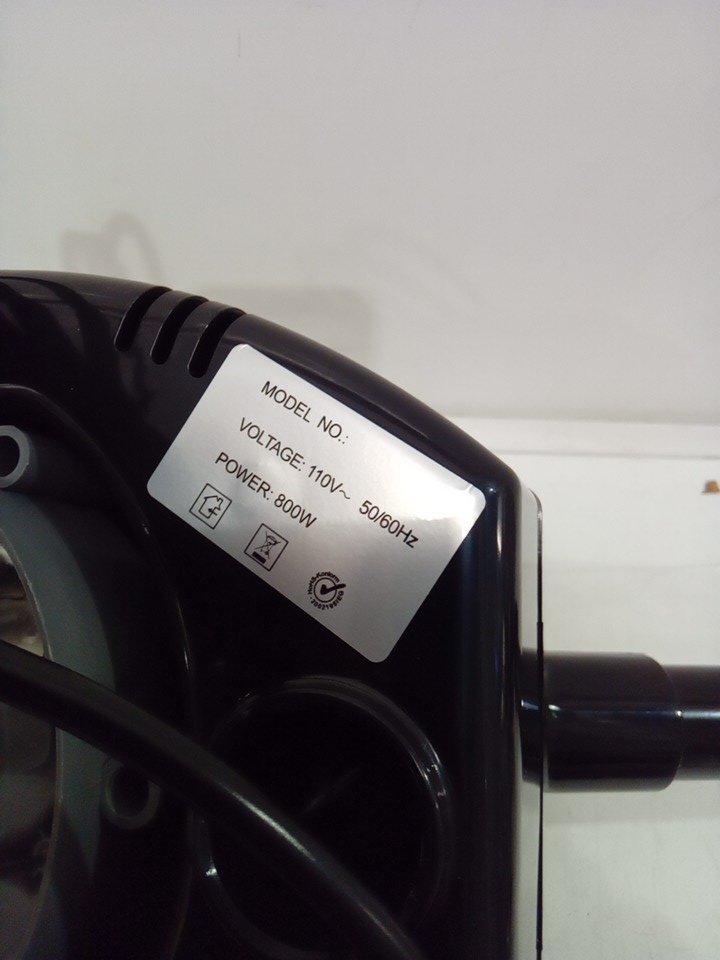 MODEL NO.:
VOLTAGE: 110V~ 50/60Hz
POWER: 800W